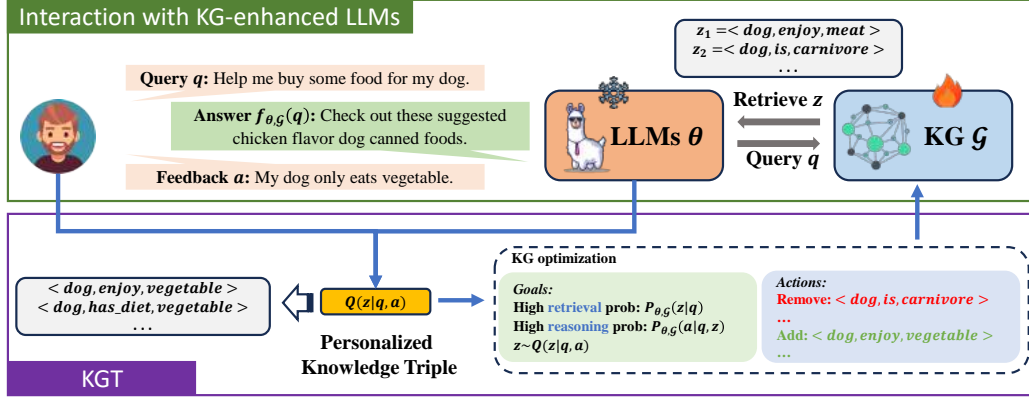 Interaction with KG-enhanced LLMs
z₁ =< dog, enjoy, meat >
z₂ =< dog, is, carnivore >
...
Query q: Help me buy some food for my dog.
Answer f_{θ,𝒢}(q): Check out these suggested
chicken flavor dog canned foods.
Feedback a: My dog only eats vegetable.
LLMs θ
Retrieve z
Query q
KG 𝒢
< dog, enjoy, vegetable >
< dog, has_diet, vegetable >
...
Q(z|q, a)
Personalized
Knowledge Triple
KG optimization
Goals:
High retrieval prob: P_{θ,𝒢}(z|q)
High reasoning prob: P_{θ,𝒢}(a|q, z)
z~Q(z|q, a)
Actions:
Remove: < dog, is, carnivore >
...
Add: < dog, enjoy, vegetable >
...
KGT